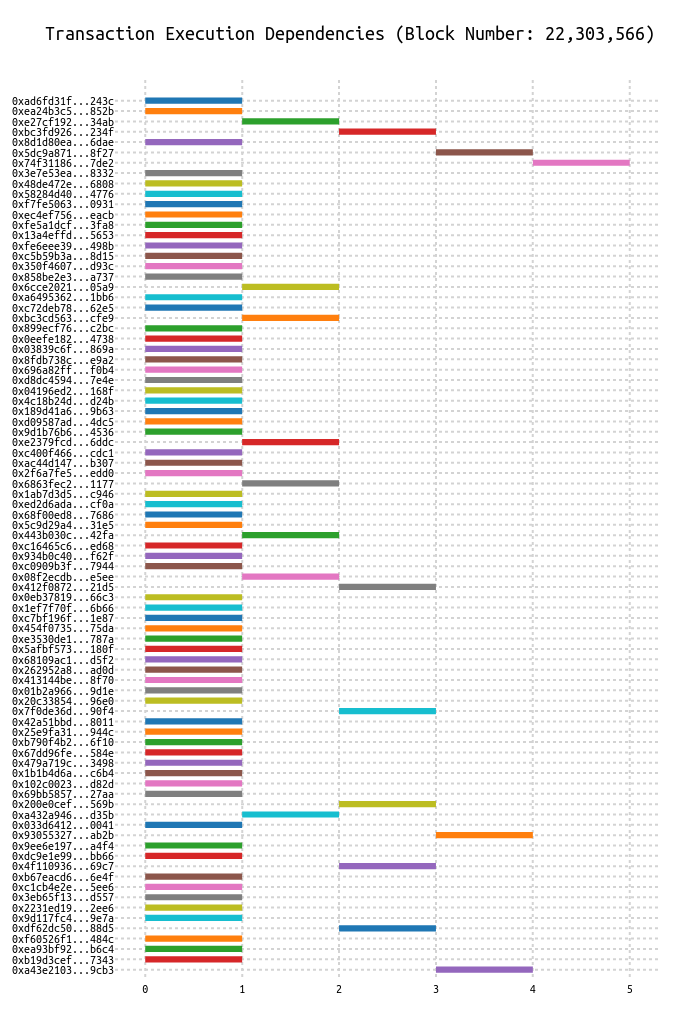 Transaction Execution Dependencies (Block Number: 22,303,566)
0xad6fd31f...243c
0xea24b3c5...852b
0xe27cf192...34ab
0xbc3fd926...234f
0x8d1d80ea...6dae
0x5dc9a871...8f27
0x74f31186...7de2
0x3e7e53ea...8332
0x48de472e...6808
0x58284d40...4776
0xf7fe5063...0931
0xec4ef756...eacb
0xfe5a1dcf...3fa8
0x13a4effd...5653
0xfe6eee39...498b
0xc5b59b3a...8d15
0x350f4607...d93c
0x858be2e3...a737
0x6cce2021...05a9
0xa6495362...1bb6
0xc72deb78...62e5
0xbc3cd563...cfe9
0x899ecf76...c2bc
0x0eefe182...4738
0x03839c6f...869a
0x8fdb738c...e9a2
0x696a82ff...f0b4
0xd8dc4594...7e4e
0x04196ed2...168f
0x4c18b24d...d24b
0x189d41a6...9b63
0xd09587ad...4dc5
0x9d1b76b6...4536
0xe2379fcd...6ddc
0xc400f466...cdc1
0xac44d147...b307
0x2f6a7fe5...edd0
0x6863fec2...1177
0x1ab7d3d5...c946
0xed2d6ada...cf0a
0x68f00ed8...7686
0x5c9d29a4...31e5
0x443b030c...42fa
0xc16465c6...ed68
0x934b0c40...f62f
0xc0909b3f...7944
0x08f2ecdb...e5ee
0x412f0872...21d5
0x0eb37819...66c3
0x1ef7f70f...6b66
0xc7bf196f...1e87
0x454f0735...75da
0xe3530de1...787a
0x5afbf573...180f
0x68109ac1...d5f2
0x262952a8...ad0d
0x413144be...8f70
0x01b2a966...9d1e
0x20c33854...96e0
0x7f0de36d...90f4
0x42a51bbd...8011
0x25e9fa31...944c
0xb790f4b2...6f10
0x67dd96fe...584e
0x479a719c...3498
0x1b1b4d6a...c6b4
0x102c0023...d82d
0x69bb5857...27aa
0x200e0cef...569b
0xa432a946...d35b
0x033d6412...0041
0x93055327...ab2b
0x9ee6e197...a4f4
0xdc9e1e99...bb66
0x4f110936...69c7
0xb67eacd6...6e4f
0xc1cb4e2e...5ee6
0x3eb65f13...d557
0x2231ed19...2ee6
0x9d117fc4...9e7a
0xdf62dc50...88d5
0xf60526f1...484c
0xea93bf92...b6c4
0xb19d3cef...7343
0xa43e2103...9cb3
0 1 2 3 4 5